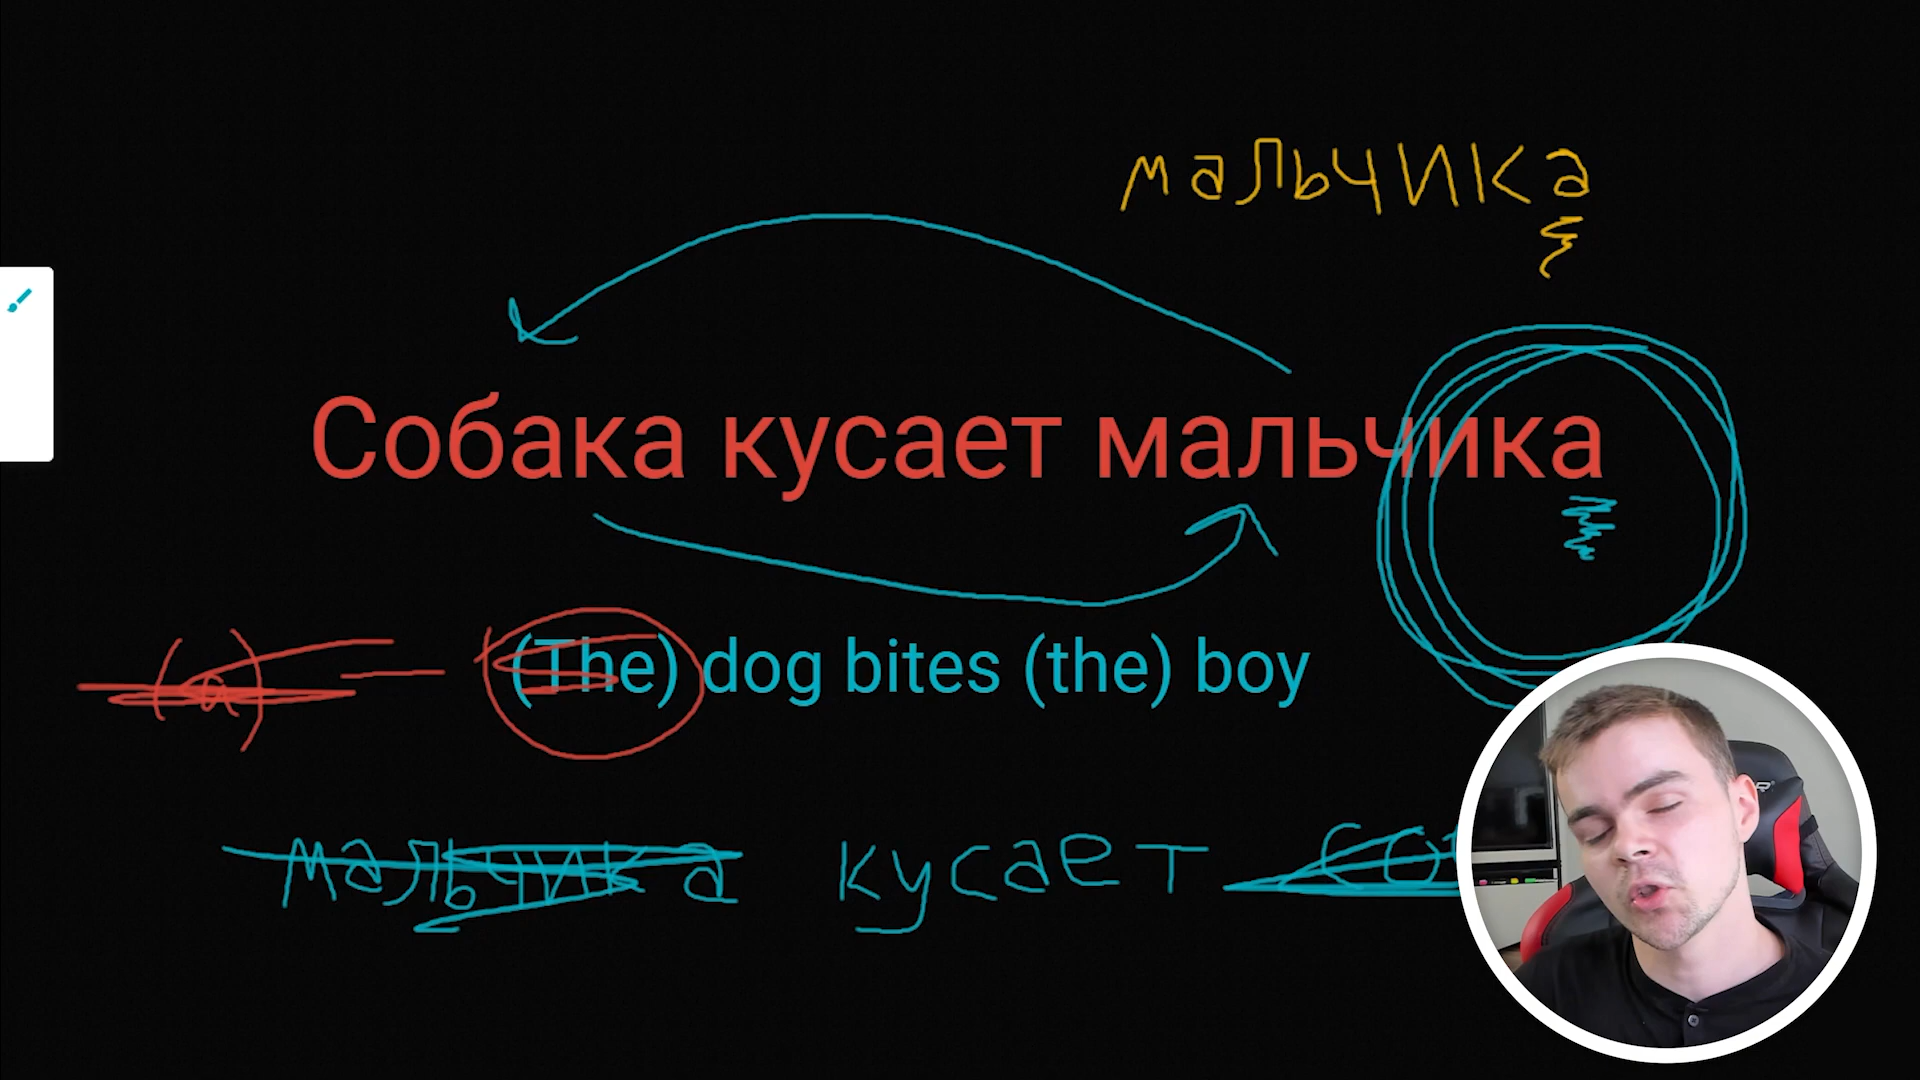 мальчика
Собака кусает мальчика
(a) (The) dog bites (the) boy
мальчика кусает